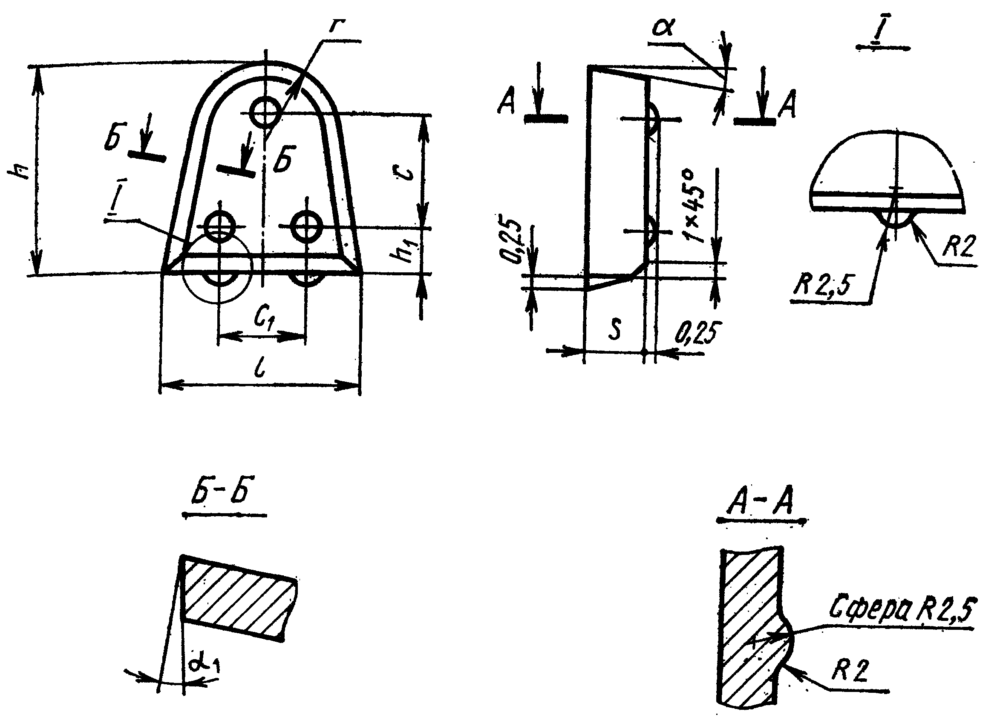 r
h
Б
Б
I
c
h1
c1
l
α
А
А
0,25
1×45°
s
0,25
I
R2
R2,5
Б-Б
α1
А-А
Сфера R2,5
R2